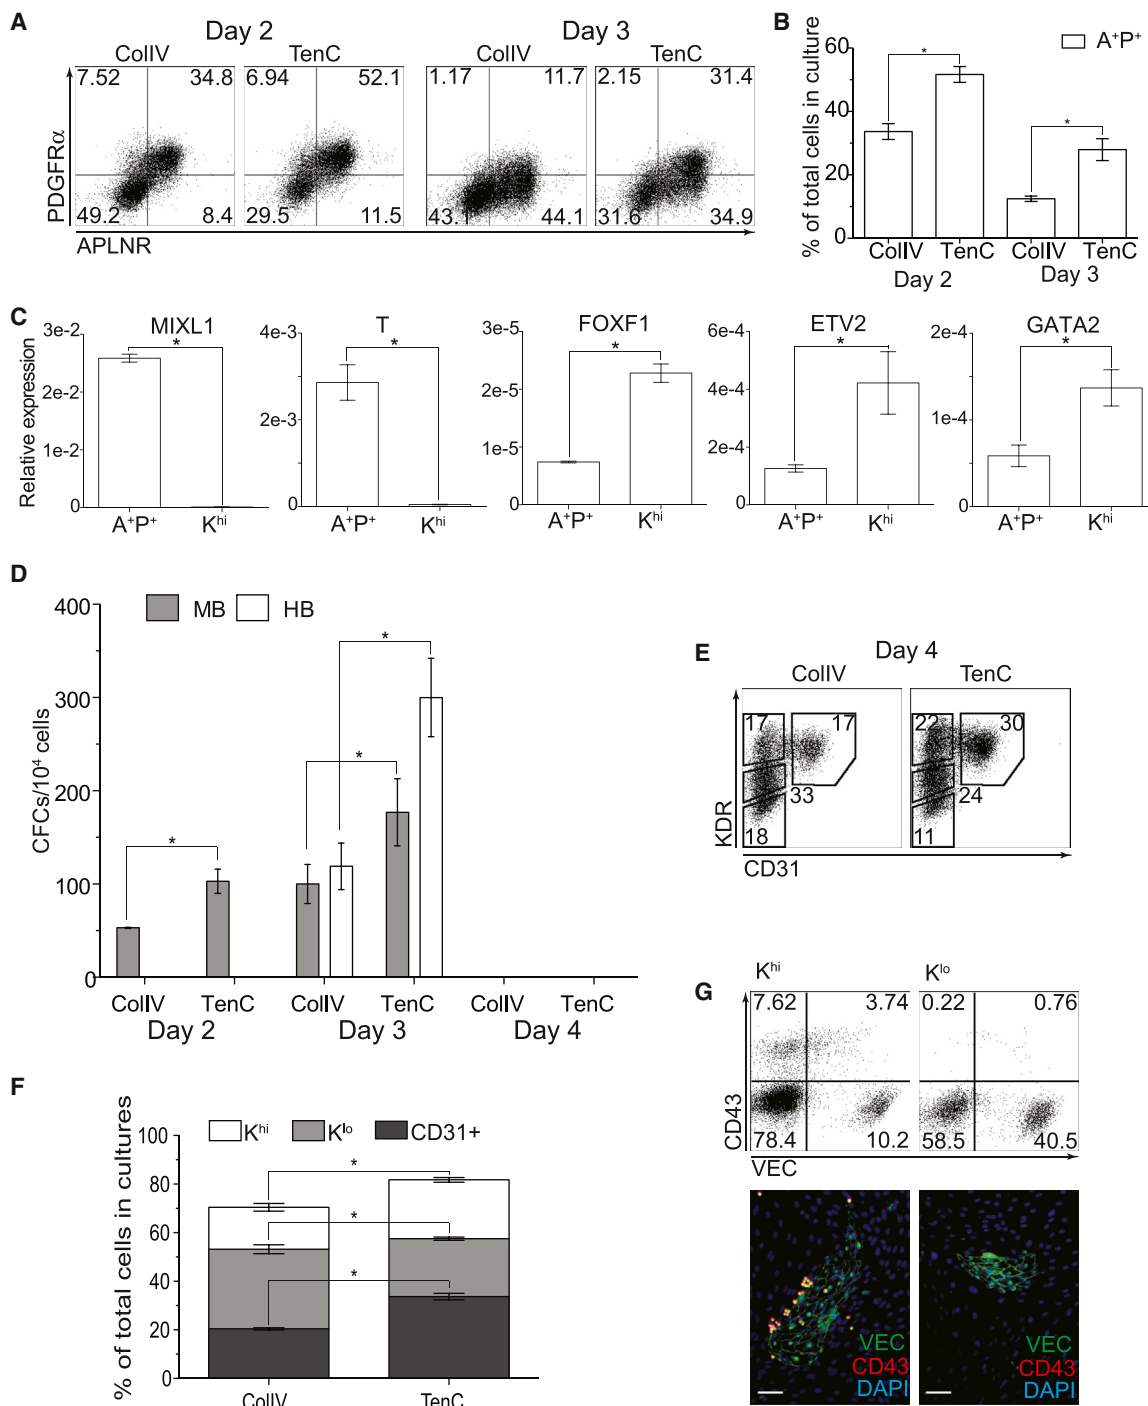 A
Day 2
Day 3
ColIV
TenC
ColIV
TenC
7.52
34.8
6.94
52.1
1.17
11.7
2.15
31.4
49.2
8.4
29.5
11.5
43.1
44.1
31.6
34.9
PDGFRα
APLNR
B
A⁺P⁺
% of total cells in culture
60
40
20
0
ColIV
TenC
ColIV
TenC
Day 2
Day 3
*
*
C
Relative expression
MIXL1
3e-2
2e-2
1e-2
0
*
A⁺P⁺
Kʰⁱ
T
4e-3
2e-3
0
*
A⁺P⁺
Kʰⁱ
FOXF1
3e-5
2e-5
1e-5
0
*
A⁺P⁺
Kʰⁱ
ETV2
6e-4
4e-4
2e-4
0
*
A⁺P⁺
Kʰⁱ
GATA2
2e-4
1e-4
0
*
A⁺P⁺
Kʰⁱ
D
MB
HB
CFCs/10⁴ cells
400
300
200
100
0
*
*
*
ColIV
TenC
ColIV
TenC
ColIV
TenC
Day 2
Day 3
Day 4
E
Day 4
ColIV
TenC
17
17
33
18
22
30
24
11
KDR
CD31
F
Kʰⁱ
Kˡᵒ
CD31+
% of total cells in cultures
100
80
60
40
20
0
*
*
*
ColIV
TenC
G
Kʰⁱ
Kˡᵒ
7.62
3.74
0.22
0.76
78.4
10.2
58.5
40.5
CD43
VEC
VEC
CD43
DAPI
VEC
CD43
DAPI